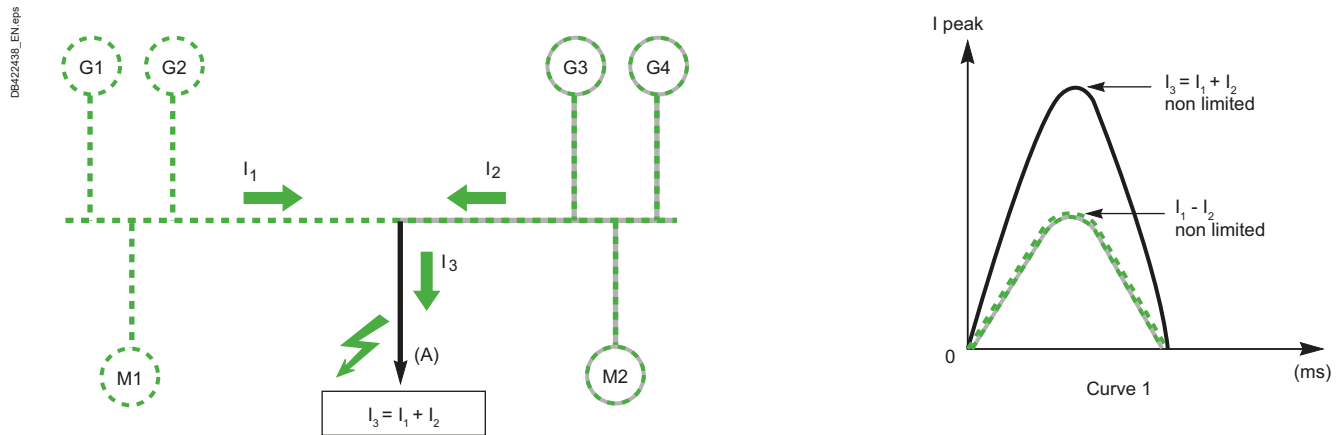 DB422438_EN.eps
G1
G2
G3
G4
I₁
I₂
I₃
(A)
M1
M2
I₃ = I₁ + I₂
I peak
I₃ = I₁ + I₂
non limited
I₁ - I₂
non limited
0
(ms)
Curve 1